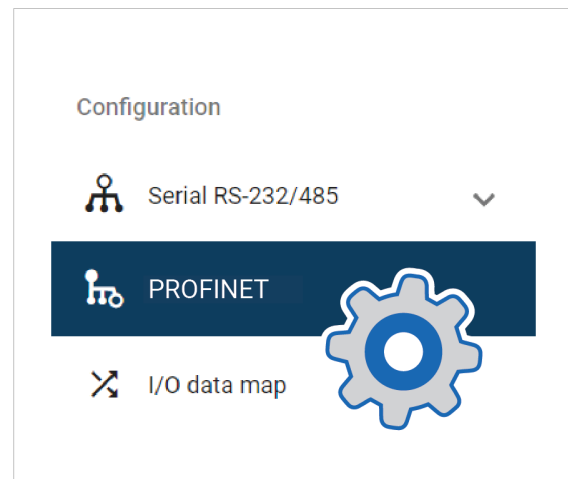 Configuration
Serial RS-232/485
PROFINET
I/O data map